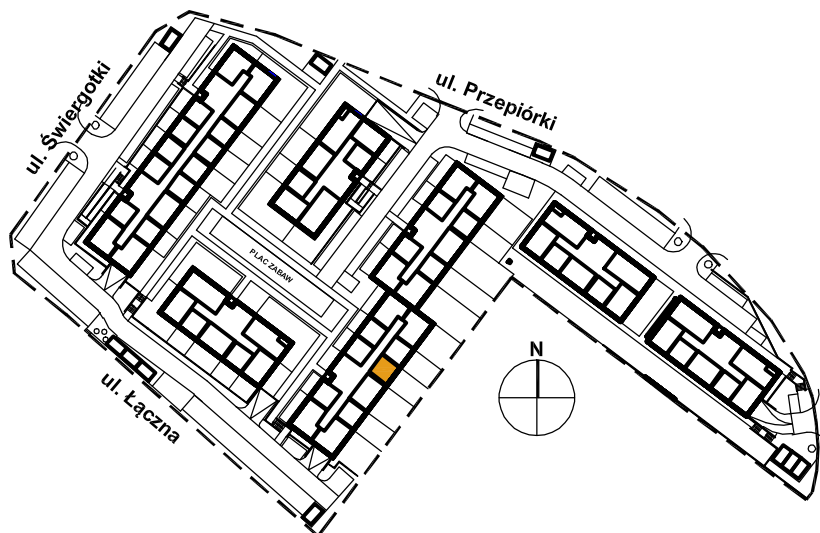 ul. Przepiórki
ul. Świergotki
PLAC ZABAW
N
ul. Łączna